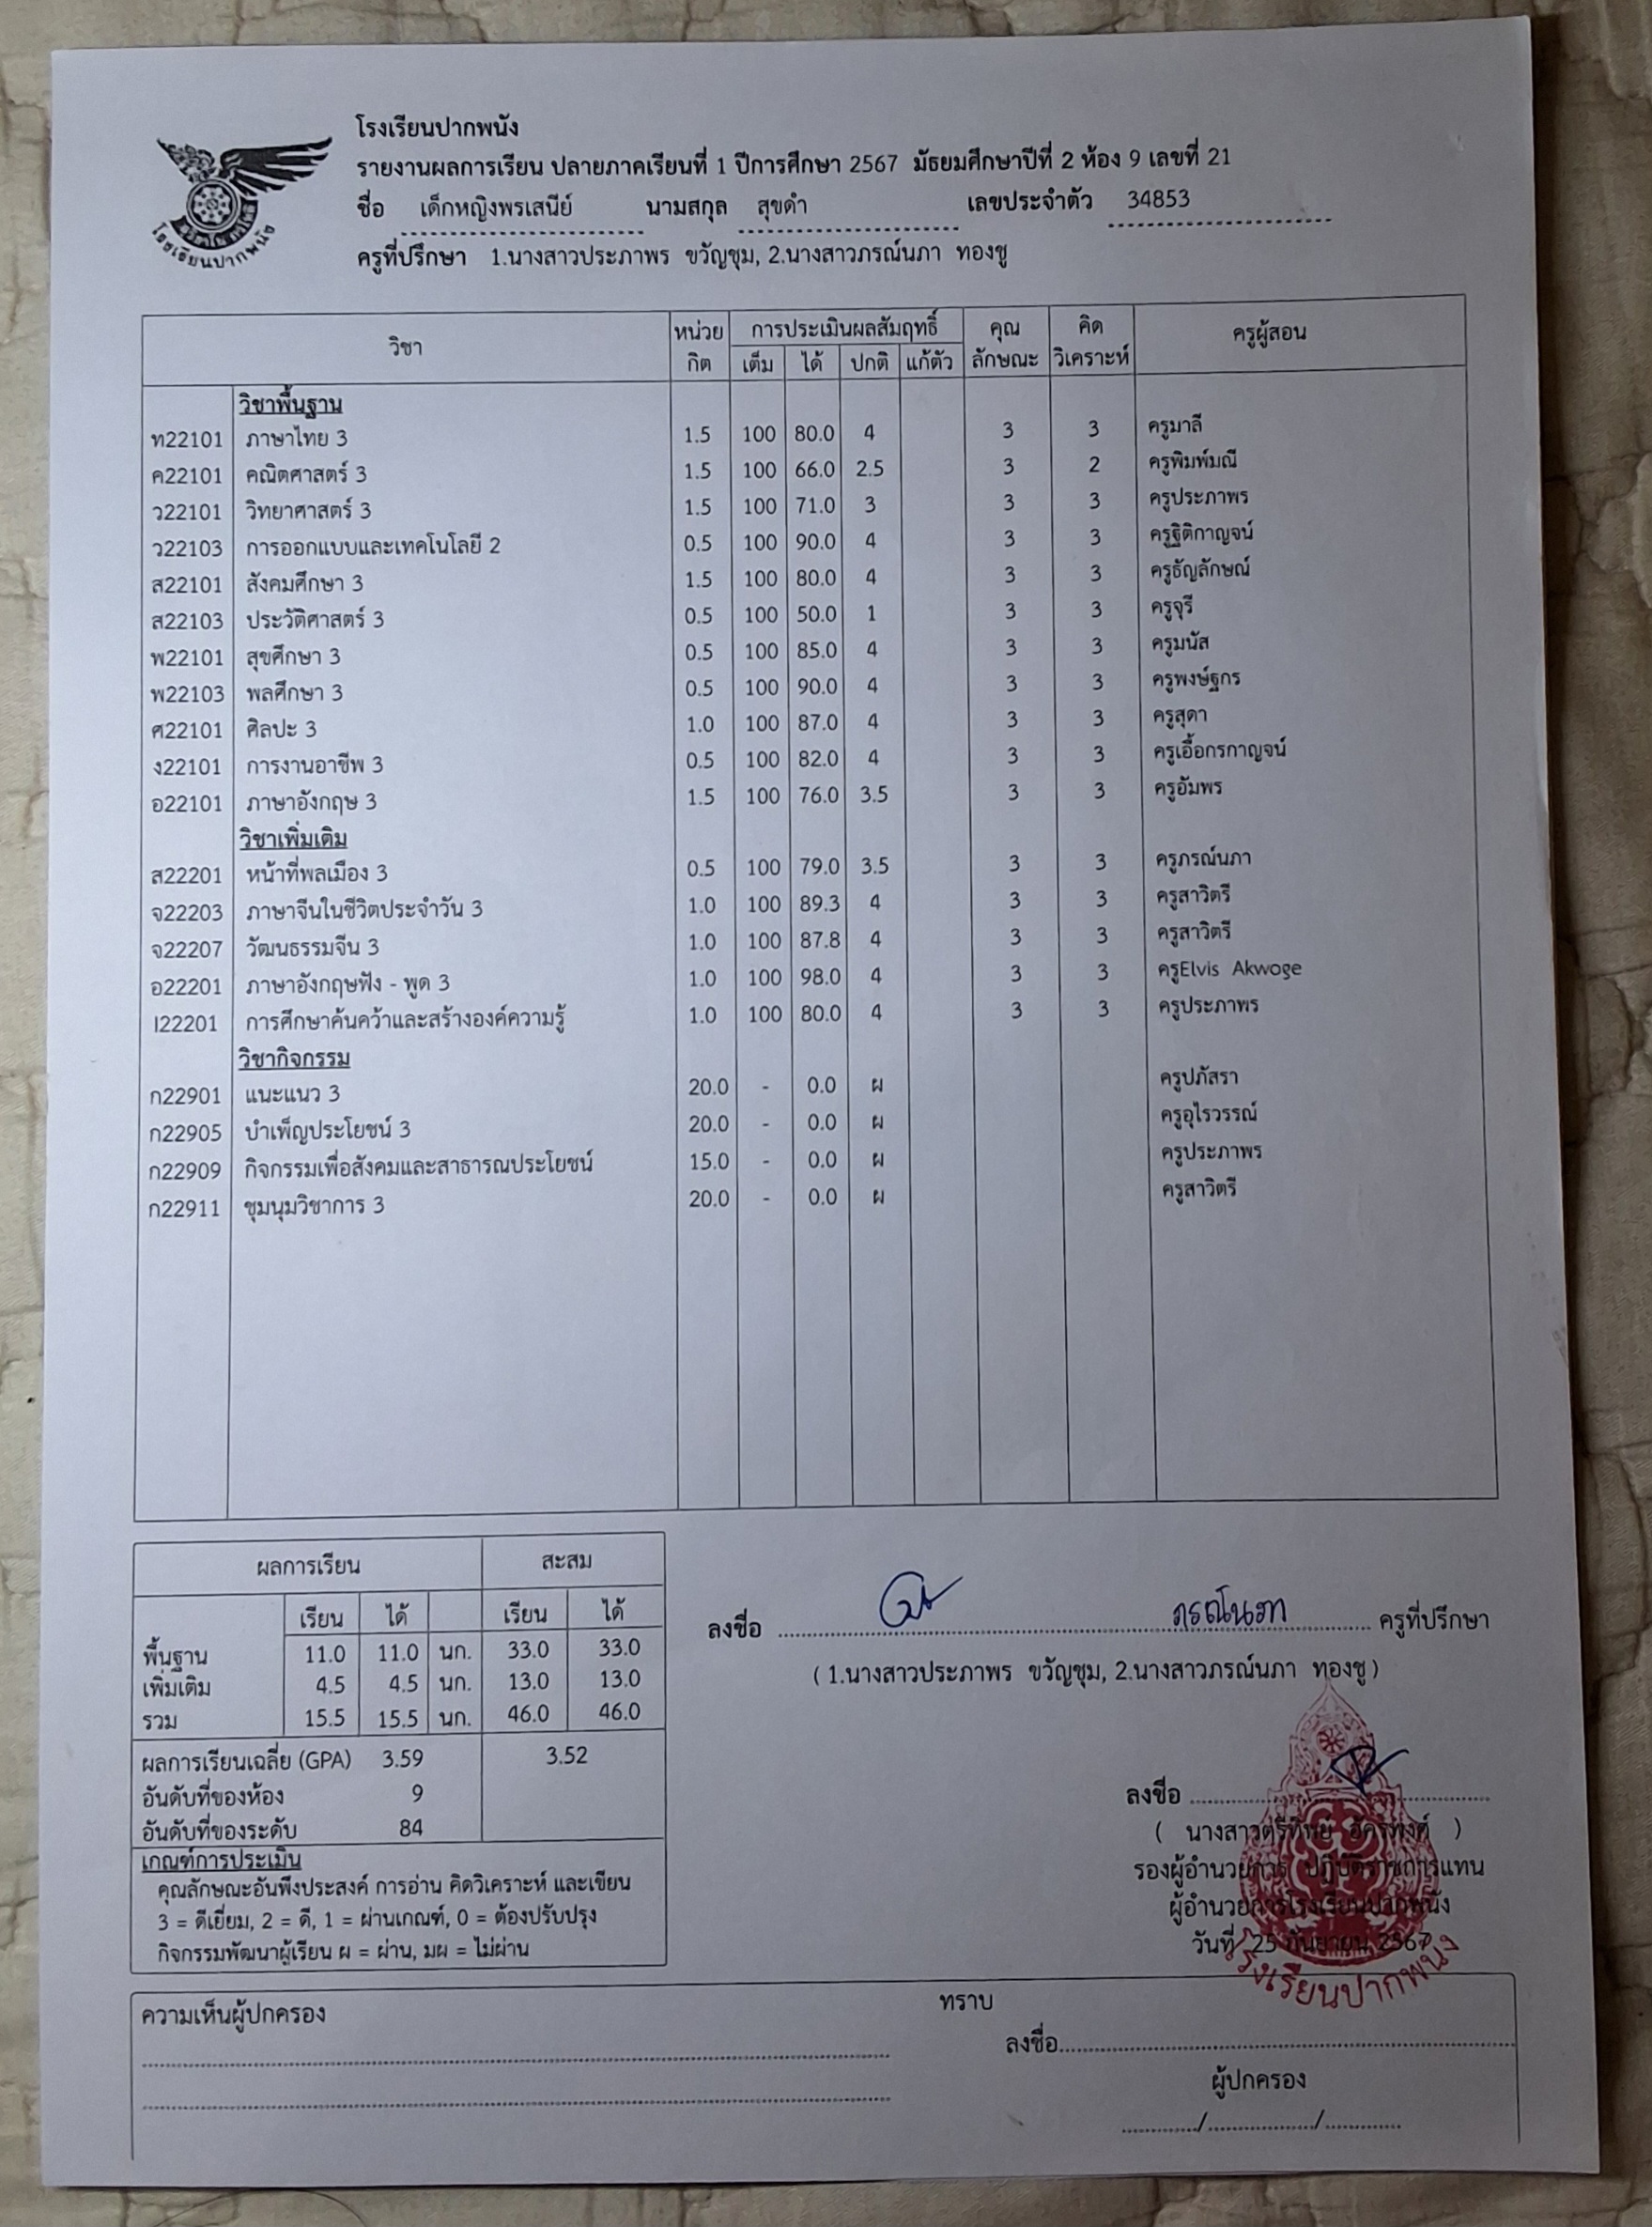 โรงเรียนปากพนัง
รายงานผลการเรียน ปลายภาคเรียนที่ 1 ปีการศึกษา 2567 มัธยมศึกษาปีที่ 2 ห้อง 9 เลขที่ 21
ชื่อ เด็กหญิงพรเสนีย์ นามสกุล สุขดำ เลขประจำตัว 34853
ครูที่ปรึกษา 1.นางสาวประภาพร ขวัญชุม, 2.นางสาวภรณ์นภา ทองชู
โรงเรียนปากพนัง
วิชา หน่วยกิต การประเมินผลสัมฤทธิ์ คุณลักษณะ คิดวิเคราะห์ ครูผู้สอน
เต็ม ได้ ปกติ แก้ตัว
วิชาพื้นฐาน
ท22101 ภาษาไทย 3 1.5 100 80.0 4 3 3 ครูมาลี
ค22101 คณิตศาสตร์ 3 1.5 100 66.0 2.5 3 2 ครูพิมพ์มณี
ว22101 วิทยาศาสตร์ 3 1.5 100 71.0 3 3 3 ครูประภาพร
ว22103 การออกแบบและเทคโนโลยี 2 0.5 100 90.0 4 3 3 ครูฐิติกาญจน์
ส22101 สังคมศึกษา 3 1.5 100 80.0 4 3 3 ครูธัญลักษณ์
ส22103 ประวัติศาสตร์ 3 0.5 100 50.0 1 3 3 ครูจุรี
พ22101 สุขศึกษา 3 0.5 100 85.0 4 3 3 ครูมนัส
พ22103 พลศึกษา 3 0.5 100 90.0 4 3 3 ครูพงษ์ฐกร
ศ22101 ศิลปะ 3 1.0 100 87.0 4 3 3 ครูสุดา
ง22101 การงานอาชีพ 3 0.5 100 82.0 4 3 3 ครูเอื้อกรกาญจน์
อ22101 ภาษาอังกฤษ 3 1.5 100 76.0 3.5 3 3 ครูอัมพร
วิชาเพิ่มเติม
ส22201 หน้าที่พลเมือง 3 0.5 100 79.0 3.5 3 3 ครูภรณ์นภา
จ22203 ภาษาจีนในชีวิตประจำวัน 3 1.0 100 89.3 4 3 3 ครูสาวิตรี
จ22207 วัฒนธรรมจีน 3 1.0 100 87.8 4 3 3 ครูสาวิตรี
อ22201 ภาษาอังกฤษฟัง - พูด 3 1.0 100 98.0 4 3 3 ครูElvis Akwoge
I22201 การศึกษาค้นคว้าและสร้างองค์ความรู้ 1.0 100 80.0 4 3 3 ครูประภาพร
วิชากิจกรรม
ก22901 แนะแนว 3 20.0 - 0.0 ผ ครูปภัสรา
ก22905 บำเพ็ญประโยชน์ 3 20.0 - 0.0 ผ ครูอุไรวรรณ์
ก22909 กิจกรรมเพื่อสังคมและสาธารณประโยชน์ 15.0 - 0.0 ผ ครูประภาพร
ก22911 ชุมนุมวิชาการ 3 20.0 - 0.0 ผ ครูสาวิตรี
ผลการเรียน สะสม
เรียน ได้ เรียน ได้
พื้นฐาน 11.0 11.0 นก. 33.0 33.0
เพิ่มเติม 4.5 4.5 นก. 13.0 13.0
รวม 15.5 15.5 นก. 46.0 46.0
ผลการเรียนเฉลี่ย (GPA) 3.59 3.52
อันดับที่ของห้อง 9
อันดับที่ของระดับ 84
เกณฑ์การประเมิน
คุณลักษณะอันพึงประสงค์ การอ่าน คิดวิเคราะห์ และเขียน
3 = ดีเยี่ยม, 2 = ดี, 1 = ผ่านเกณฑ์, 0 = ต้องปรับปรุง
กิจกรรมพัฒนาผู้เรียน ผ = ผ่าน, มผ = ไม่ผ่าน
ลงชื่อ ภรณ์นภา ครูที่ปรึกษา
( 1.นางสาวประภาพร ขวัญชุม, 2.นางสาวภรณ์นภา ทองชู )
ลงชื่อ
( นางสาวตรีทิพย์ )
รองผู้อำนวยการ ปฏิบัติราชการแทน
ผู้อำนวยการโรงเรียนปากพนัง
วันที่ 25 กันยายน 2567
โรงเรียนปากพนัง
ความเห็นผู้ปกครอง
ทราบ
ลงชื่อ
ผู้ปกครอง
/ /